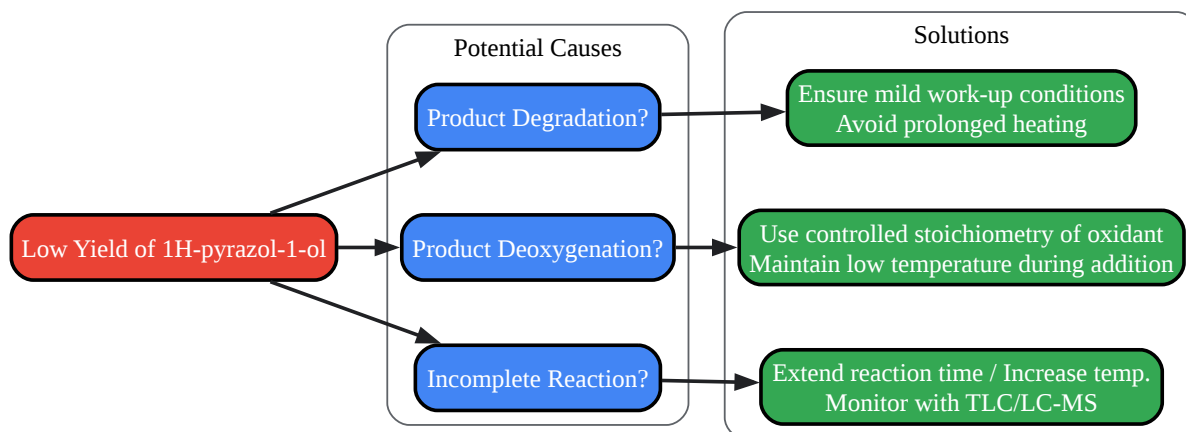 Potential Causes
Solutions
Product Degradation?
Ensure mild work-up conditions
Avoid prolonged heating
Low Yield of 1H-pyrazol-1-ol
Product Deoxygenation?
Use controlled stoichiometry of oxidant
Maintain low temperature during addition
Incomplete Reaction?
Extend reaction time / Increase temp.
Monitor with TLC/LC-MS